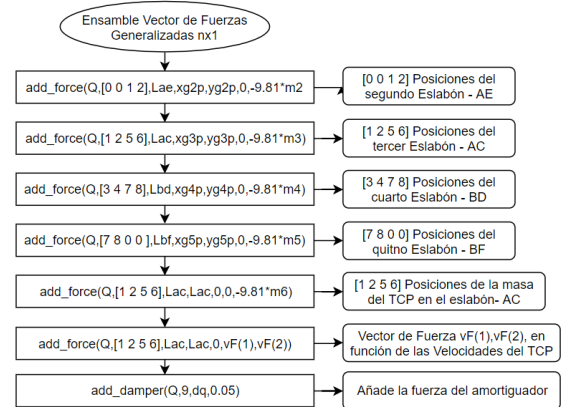 Ensamble Vector de Fuerzas
Generalizadas nx1
add_force(Q,[0 0 1 2],Lae,xg2p,yg2p,0,-9.81*m2
[0 0 1 2] Posiciones del
segundo Eslabón - AE
add_force(Q,[1 2 5 6],Lac,xg3p,yg3p,0,-9.81*m3)
[1 2 5 6] Posiciones del
tercer Eslabón - AC
add_force(Q,[3 4 7 8],Lbd,xg4p,yg4p,0,-9.81*m4)
[3 4 7 8] Posiciones del
cuarto Eslabón - BD
add_force(Q,[7 8 0 0 ],Lbf,xg5p,yg5p,0,-9.81*m5)
[7 8 0 0] Posiciones del
quitno Eslabón - BF
add_force(Q,[1 2 5 6],Lac,Lac,0,0,-9.81*m6)
[1 2 5 6] Posiciones de la masa
del TCP en el eslabón- AC
add_force(Q,[1 2 5 6],Lac,Lac,0,vF(1),vF(2))
Vector de Fuerza vF(1),vF(2), en
función de las Velocidades del TCP
add_damper(Q,9,dq,0.05)
Añade la fuerza del amortiguador